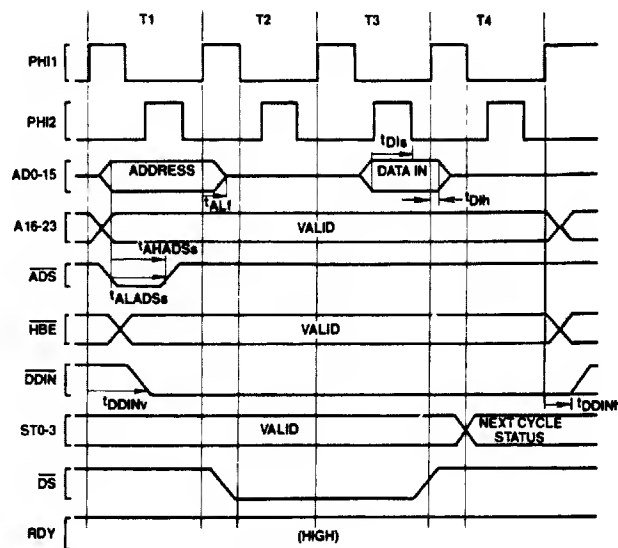 T1 T2 T3 T4
PHI1
PHI2
tDIs
AD0-15 ADDRESS DATA IN
tALf tDIh
A16-23 VALID
tAHADSs
ADS
tALADSs
HBE VALID
DDIN
tDDINv tDDINh
ST0-3 VALID NEXT CYCLE
STATUS
DS
RDY (HIGH)